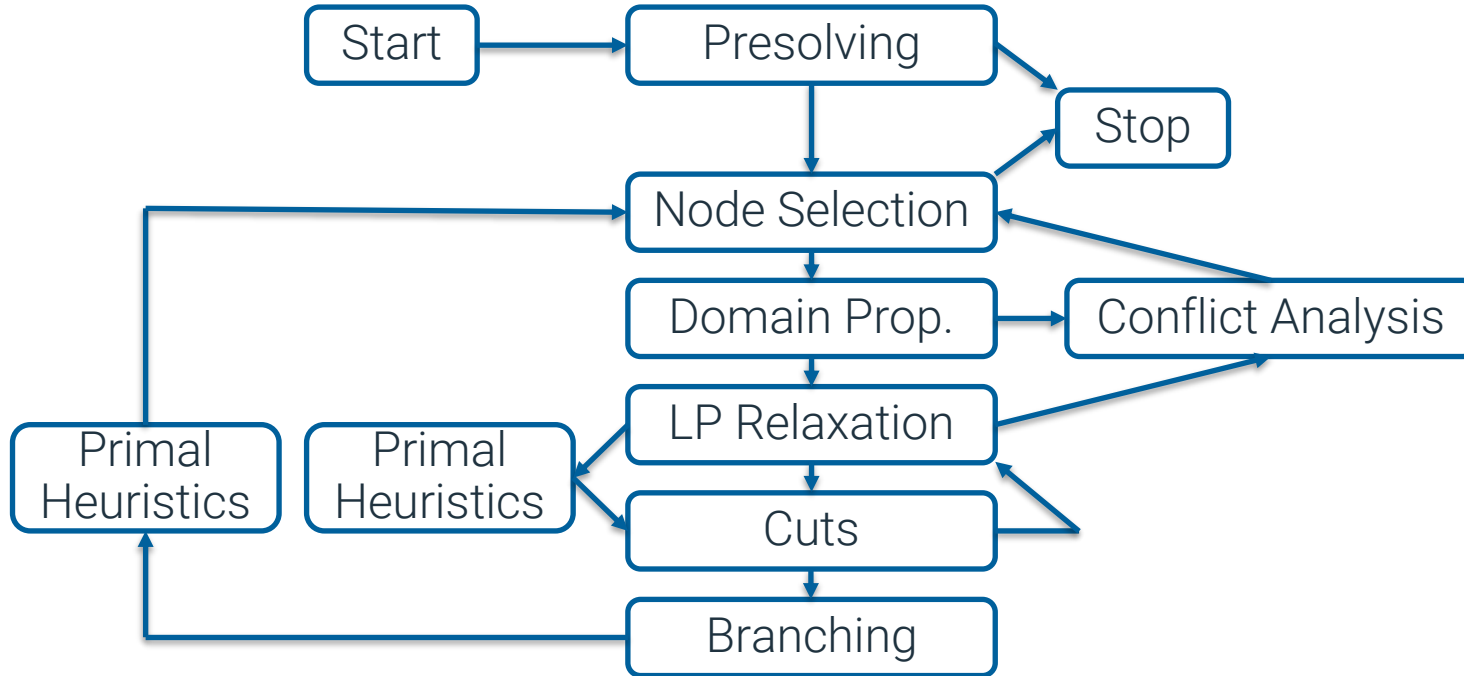 Start
Presolving
Stop
Node Selection
Domain Prop.
Conflict Analysis
LP Relaxation
Primal
Heuristics
Primal
Heuristics
Cuts
Branching